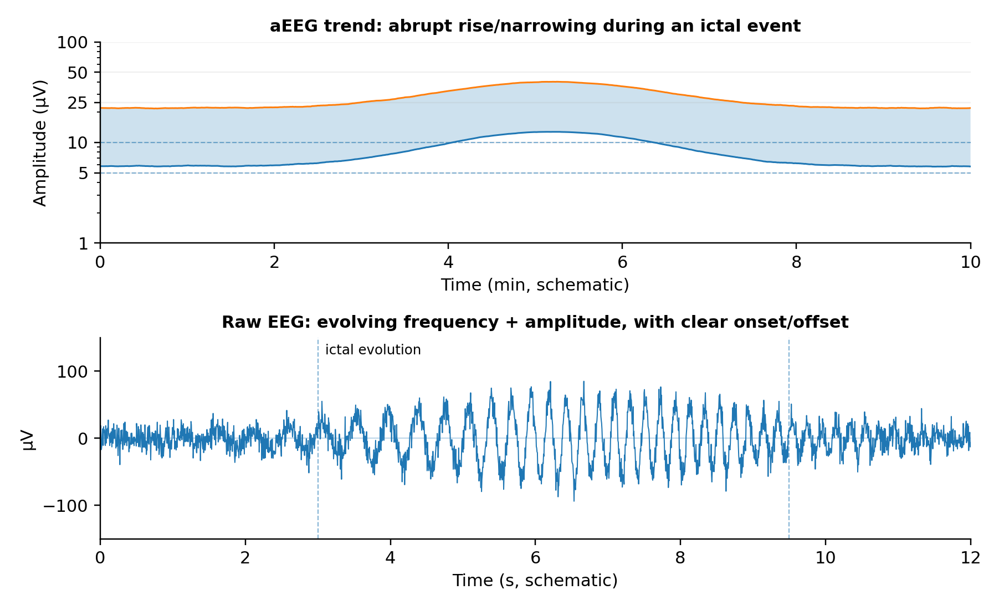 aEEG trend: abrupt rise/narrowing during an ictal event
100
50
25
10
5
1
Amplitude (µV)
0 2 4 6 8 10
Time (min, schematic)
Raw EEG: evolving frequency + amplitude, with clear onset/offset
ictal evolution
100
0
−100
µV
0 2 4 6 8 10 12
Time (s, schematic)